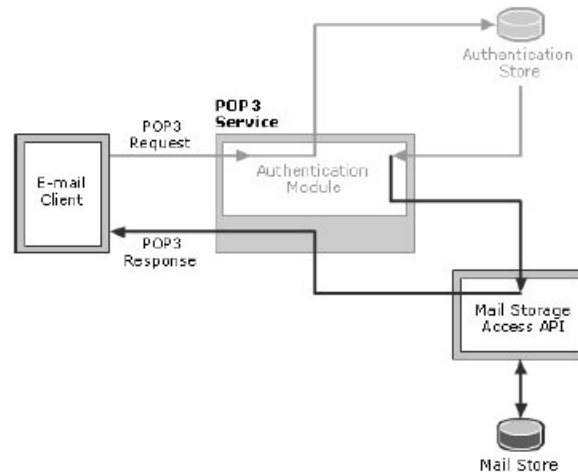 Authentication
Store
POP3
Service
POP3
Request
Authentication
Module
E-mail
Client
POP3
Response
Mail Storage
Access API
Mail Store